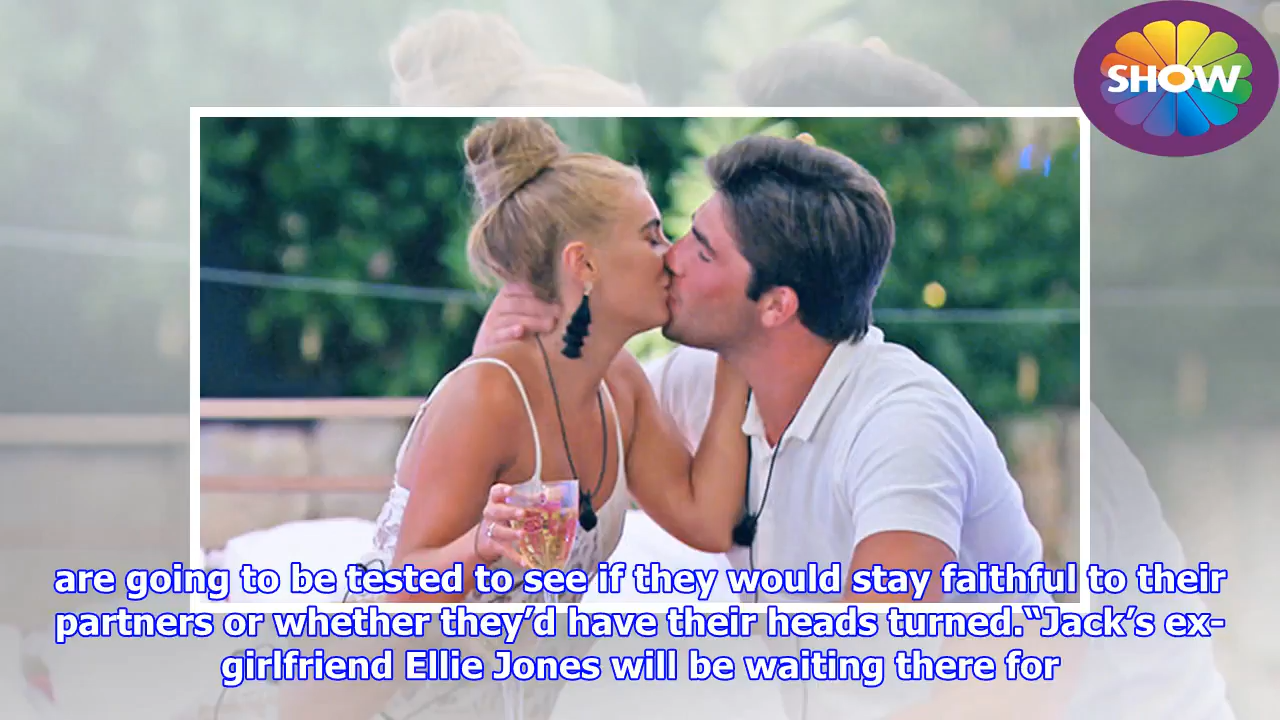 SHOW
are going to be tested to see if they would stay faithful to their
partners or whether they’d have their heads turned.“Jack’s ex-
girlfriend Ellie Jones will be waiting there for